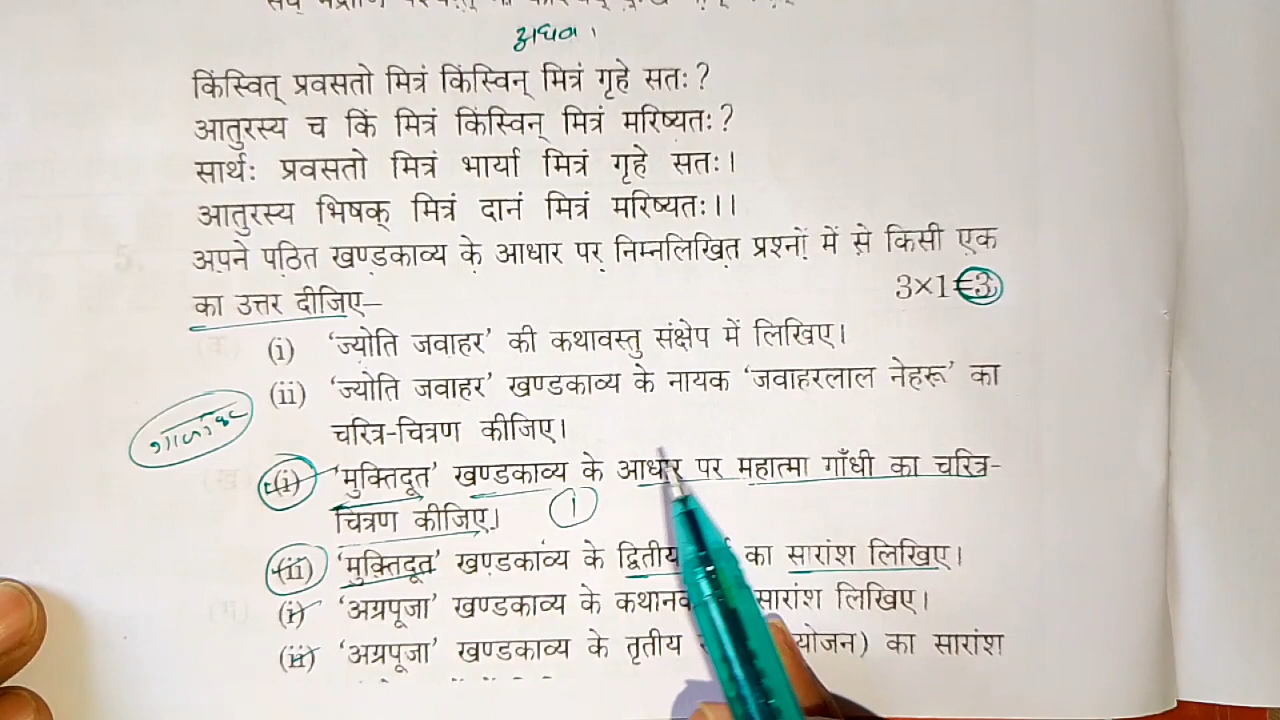 अथवा
किंस्वित् प्रवसतो मित्रं किंस्विन् मित्रं गृहे सतः?
आतुरस्य च किं मित्रं किंस्विन् मित्रं मरिष्यतः?
सार्थः प्रवसतो मित्रं भार्या मित्रं गृहे सतः।
आतुरस्य भिषक् मित्रं दानं मित्रं मरिष्यतः।।
अपने पठित खण्डकाव्य के आधार पर निम्नलिखित प्रश्नों में से किसी एक
का उत्तर दीजिए– 3×1=3
(i) 'ज्योति जवाहर' की कथावस्तु संक्षेप में लिखिए।
(ii) 'ज्योति जवाहर' खण्डकाव्य के नायक 'जवाहरलाल नेहरू' का
चरित्र-चित्रण कीजिए।
(i) 'मुक्तिदूत' खण्डकाव्य के आधार पर महात्मा गाँधी का चरित्र-
चित्रण कीजिए। 1
(ii) 'मुक्तिदूत' खण्डकाव्य के द्वितीय का सारांश लिखिए।
(i) 'अग्रपूजा' खण्डकाव्य के सारांश लिखिए।
(ii) 'अग्रपूजा' खण्डकाव्य के तृतीय का सारांश